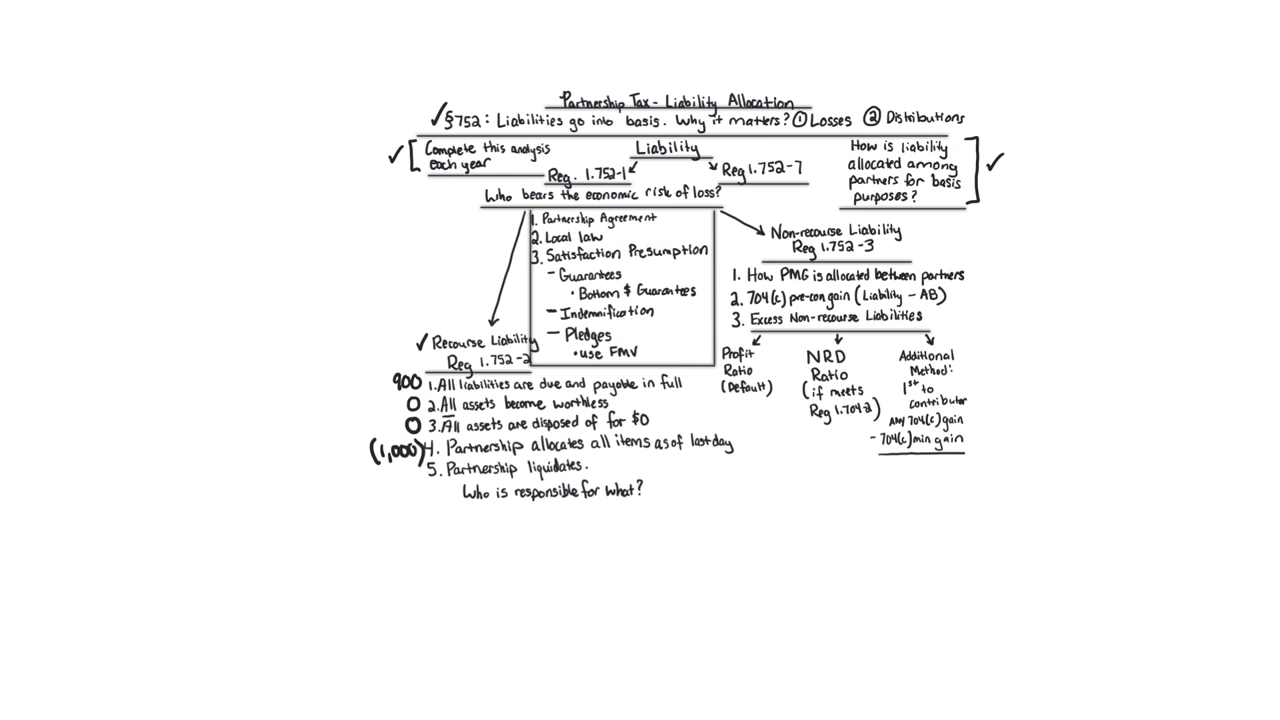 Partnership Tax - Liability Allocation
✓ §752: Liabilities go into basis. Why it matters? ① Losses ② Distributions
✓ [ Complete this analysis
each year
Liability
Reg. 1.752-1
Reg 1.752-7
How is liability
allocated among
partners for basis
purposes? ] ✓
Who bears the economic risk of loss?
1. Partnership Agreement
2. Local law
3. Satisfaction Presumption
- Guarantees
• Bottom $ Guarantees
- Indemnification
- Pledges
• use FMV
Non-recourse Liability
Reg 1.752-3
1. How PMG is allocated between partners
2. 704(c) pre-con gain (Liability - AB)
3. Excess Non-recourse Liabilities
Profit
Ratio
(Default)
NRD
Ratio
(if meets
Reg 1.704-2)
Additional
Method:
1st to
contributor
ANY 704(c) gain
- 704(c) min gain
✓ Recourse Liability
Reg 1.752-2
900 1. All liabilities are due and payable in full
0 2. All assets become worthless
0 3. All assets are disposed of for $0
(1,000) 4. Partnership allocates all items as of last day
5. Partnership liquidates.
Who is responsible for what?